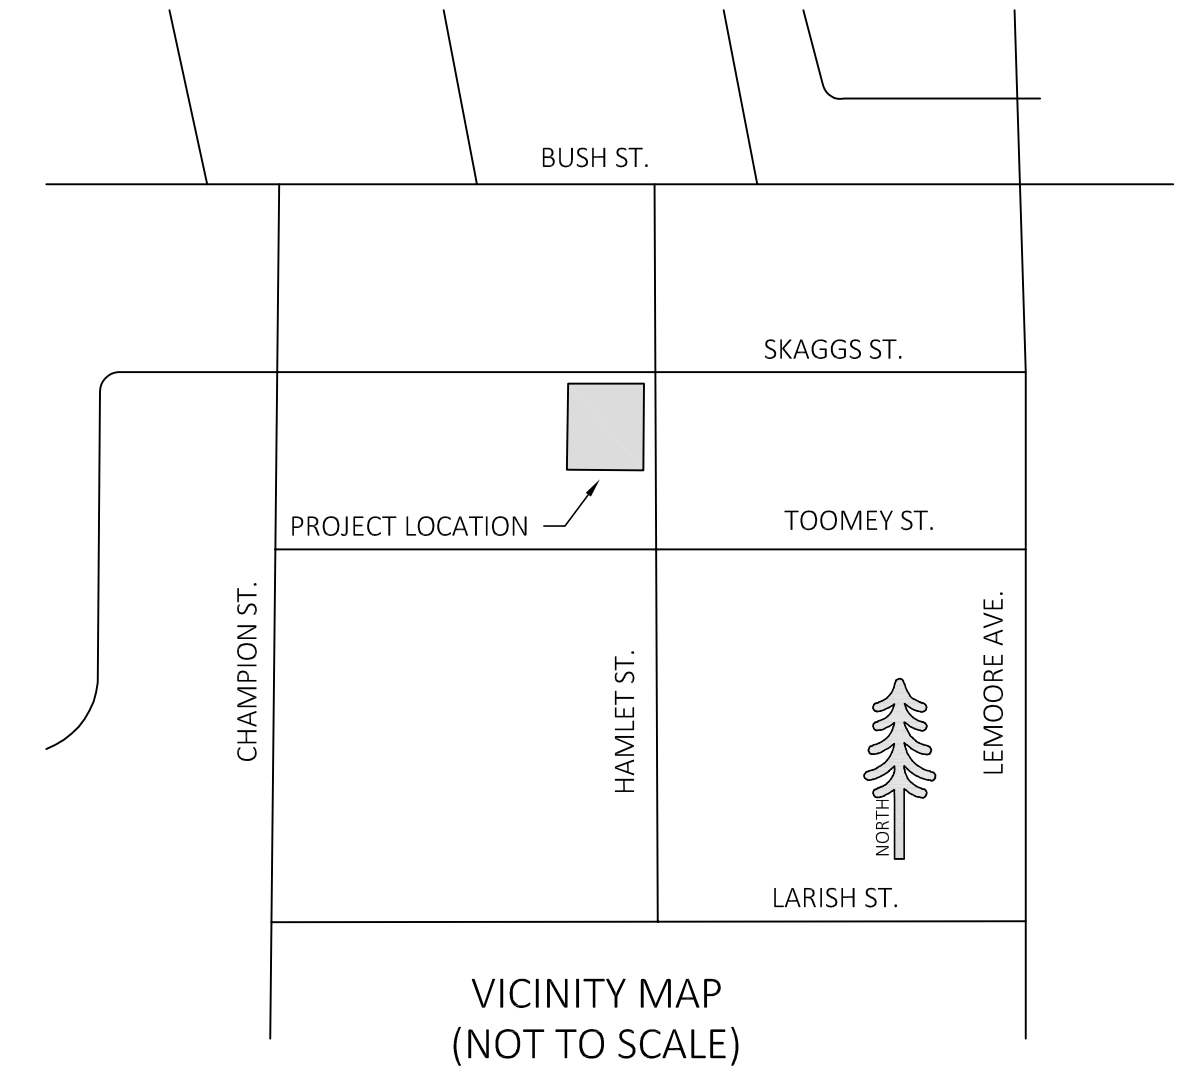 BUSH ST.
SKAGGS ST.
PROJECT LOCATION
TOOMEY ST.
CHAMPION ST.
HAMLET ST.
LEMOORE AVE.
NORTH
LARISH ST.
VICINITY MAP
(NOT TO SCALE)